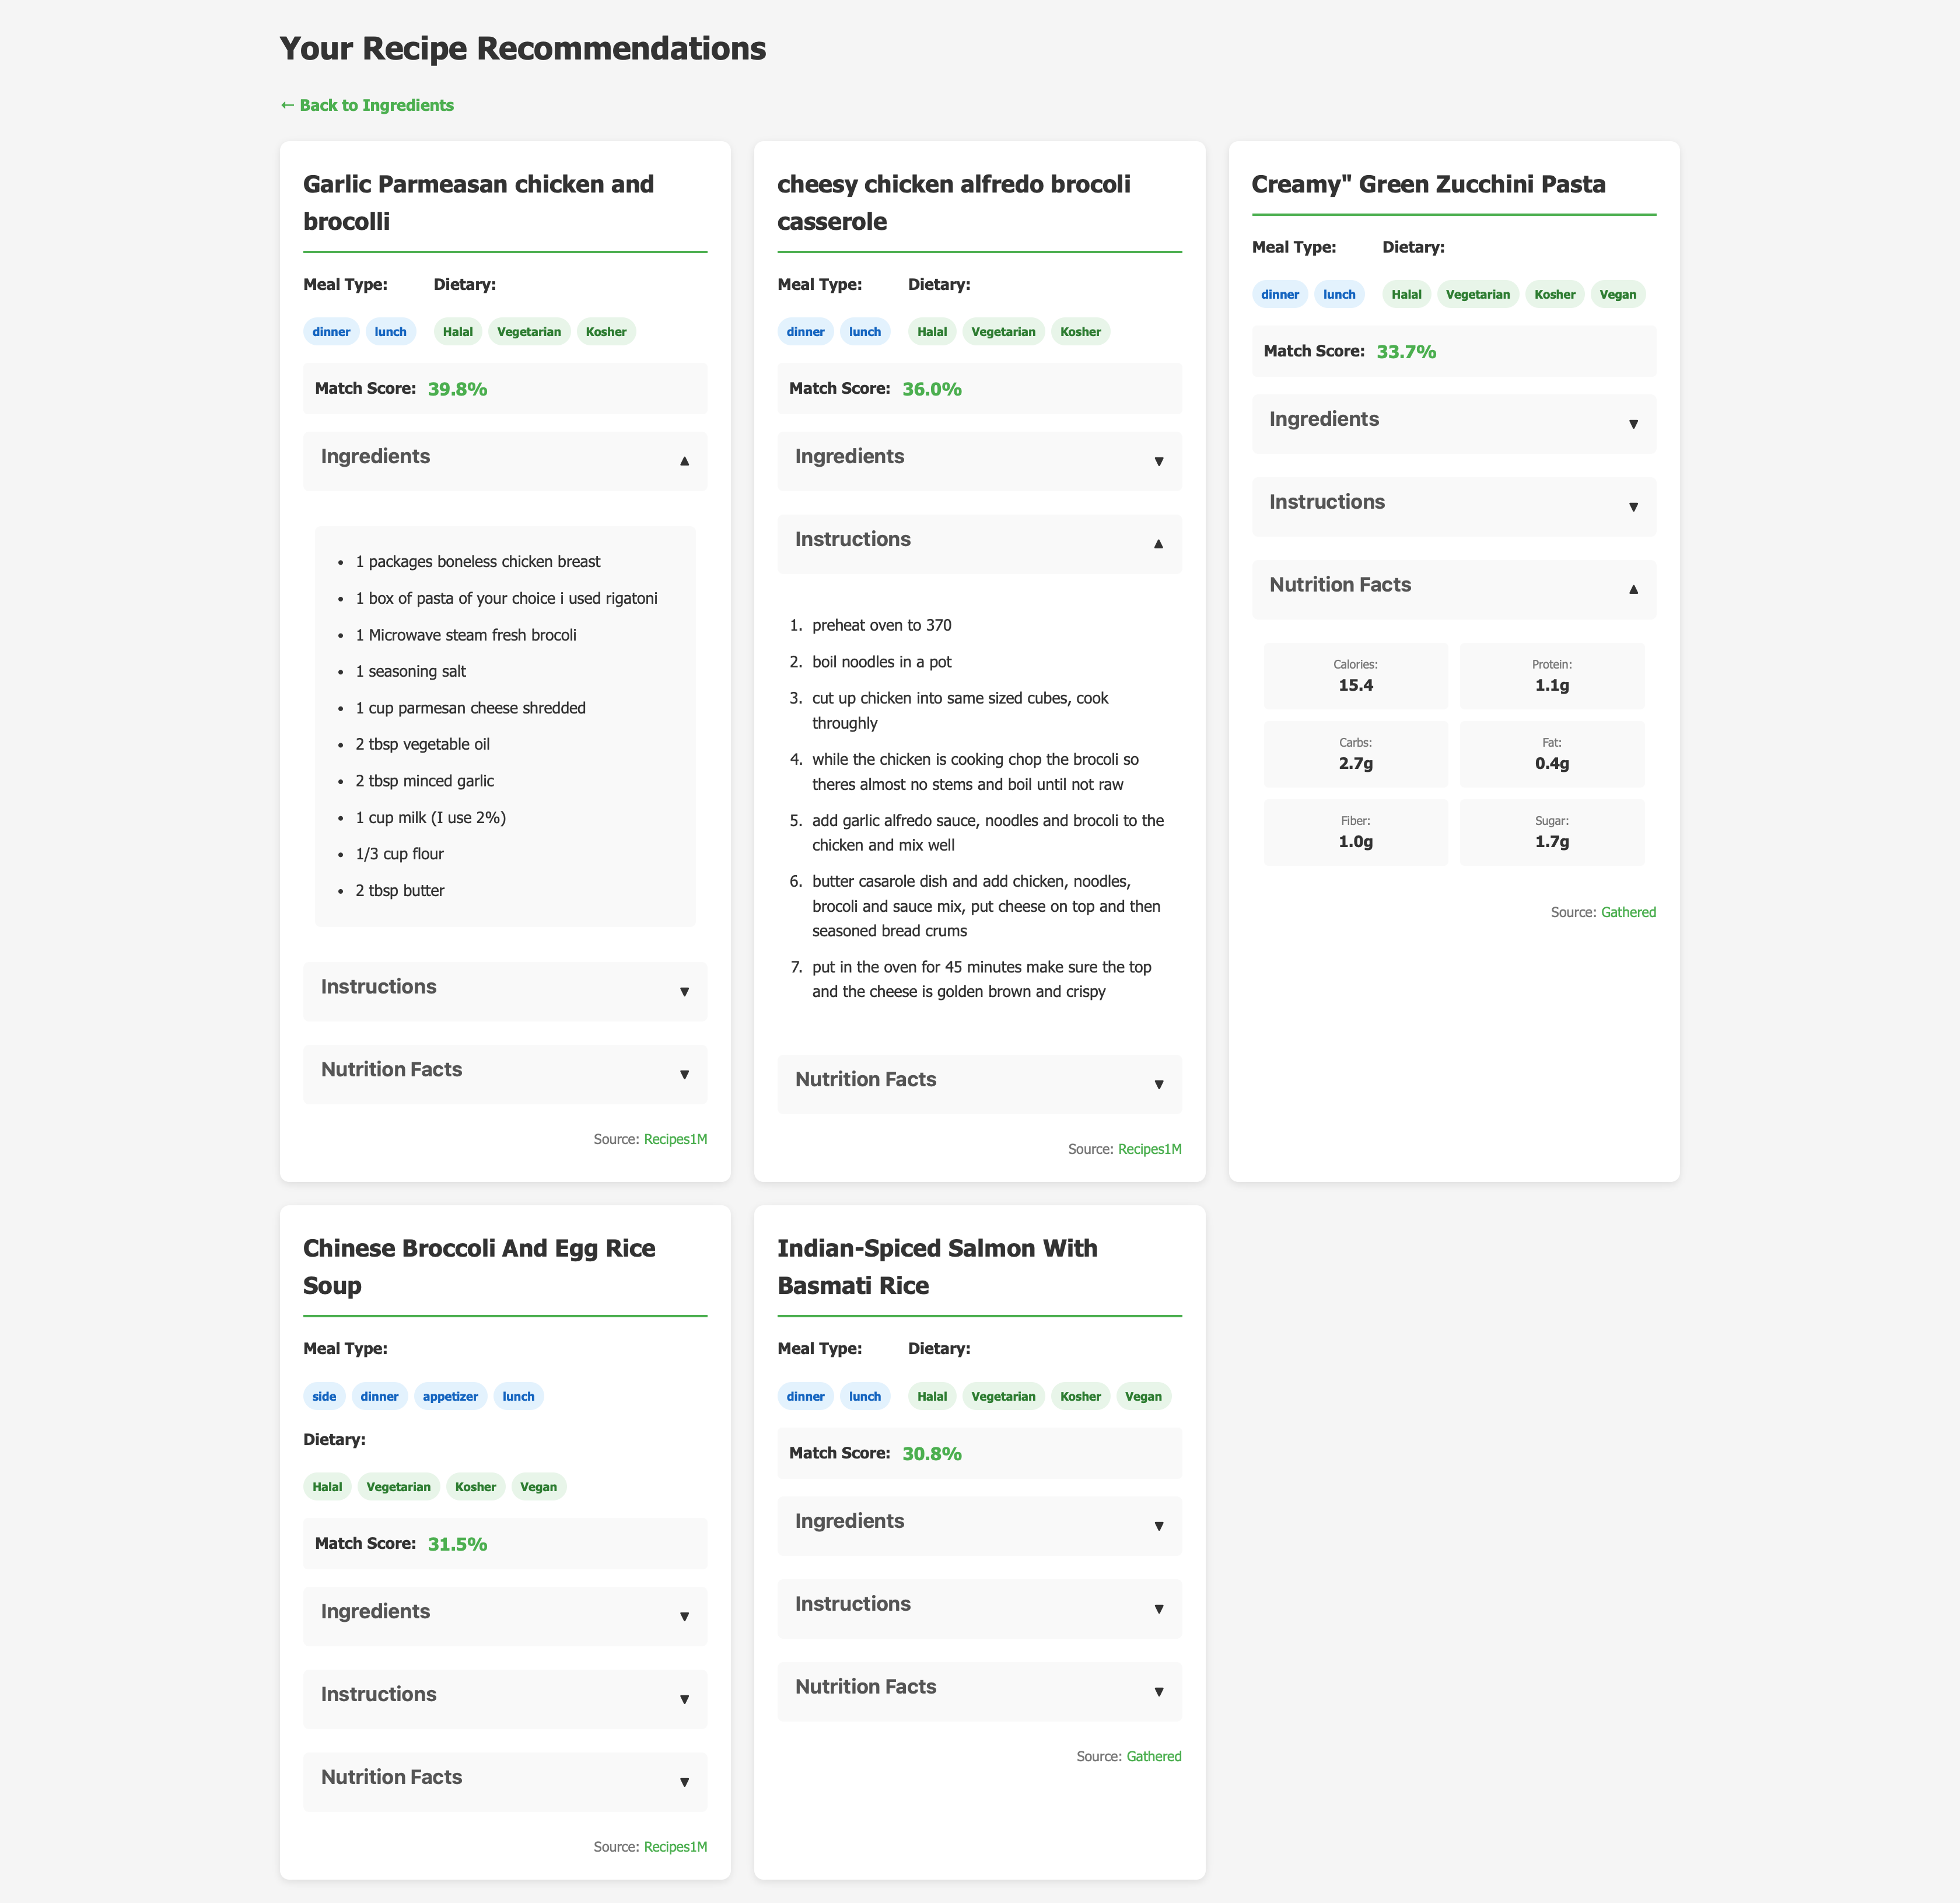 Your Recipe Recommendations
← Back to Ingredients
Garlic Parmeasan chicken and
brocolli
Meal Type:
dinner lunch
Dietary:
Halal Vegetarian Kosher
Match Score: 39.8%
Ingredients ▲
• 1 packages boneless chicken breast
• 1 box of pasta of your choice i used rigatoni
• 1 Microwave steam fresh brocoli
• 1 seasoning salt
• 1 cup parmesan cheese shredded
• 2 tbsp vegetable oil
• 2 tbsp minced garlic
• 1 cup milk (I use 2%)
• 1/3 cup flour
• 2 tbsp butter
Instructions ▼
Nutrition Facts ▼
Source: Recipes1M
cheesy chicken alfredo brocoli
casserole
Meal Type:
dinner lunch
Dietary:
Halal Vegetarian Kosher
Match Score: 36.0%
Ingredients ▼
Instructions ▲
1. preheat oven to 370
2. boil noodles in a pot
3. cut up chicken into same sized cubes, cook
throughly
4. while the chicken is cooking chop the brocoli so
theres almost no stems and boil until not raw
5. add garlic alfredo sauce, noodles and brocoli to the
chicken and mix well
6. butter casarole dish and add chicken, noodles,
brocoli and sauce mix, put cheese on top and then
seasoned bread crums
7. put in the oven for 45 minutes make sure the top
and the cheese is golden brown and crispy
Nutrition Facts ▼
Source: Recipes1M
Creamy" Green Zucchini Pasta
Meal Type:
dinner lunch
Dietary:
Halal Vegetarian Kosher Vegan
Match Score: 33.7%
Ingredients ▼
Instructions ▼
Nutrition Facts ▲
Calories:
15.4
Protein:
1.1g
Carbs:
2.7g
Fat:
0.4g
Fiber:
1.0g
Sugar:
1.7g
Source: Gathered
Chinese Broccoli And Egg Rice
Soup
Meal Type:
side dinner appetizer lunch
Dietary:
Halal Vegetarian Kosher Vegan
Match Score: 31.5%
Ingredients ▼
Instructions ▼
Nutrition Facts ▼
Source: Recipes1M
Indian-Spiced Salmon With
Basmati Rice
Meal Type:
dinner lunch
Dietary:
Halal Vegetarian Kosher Vegan
Match Score: 30.8%
Ingredients ▼
Instructions ▼
Nutrition Facts ▼
Source: Gathered